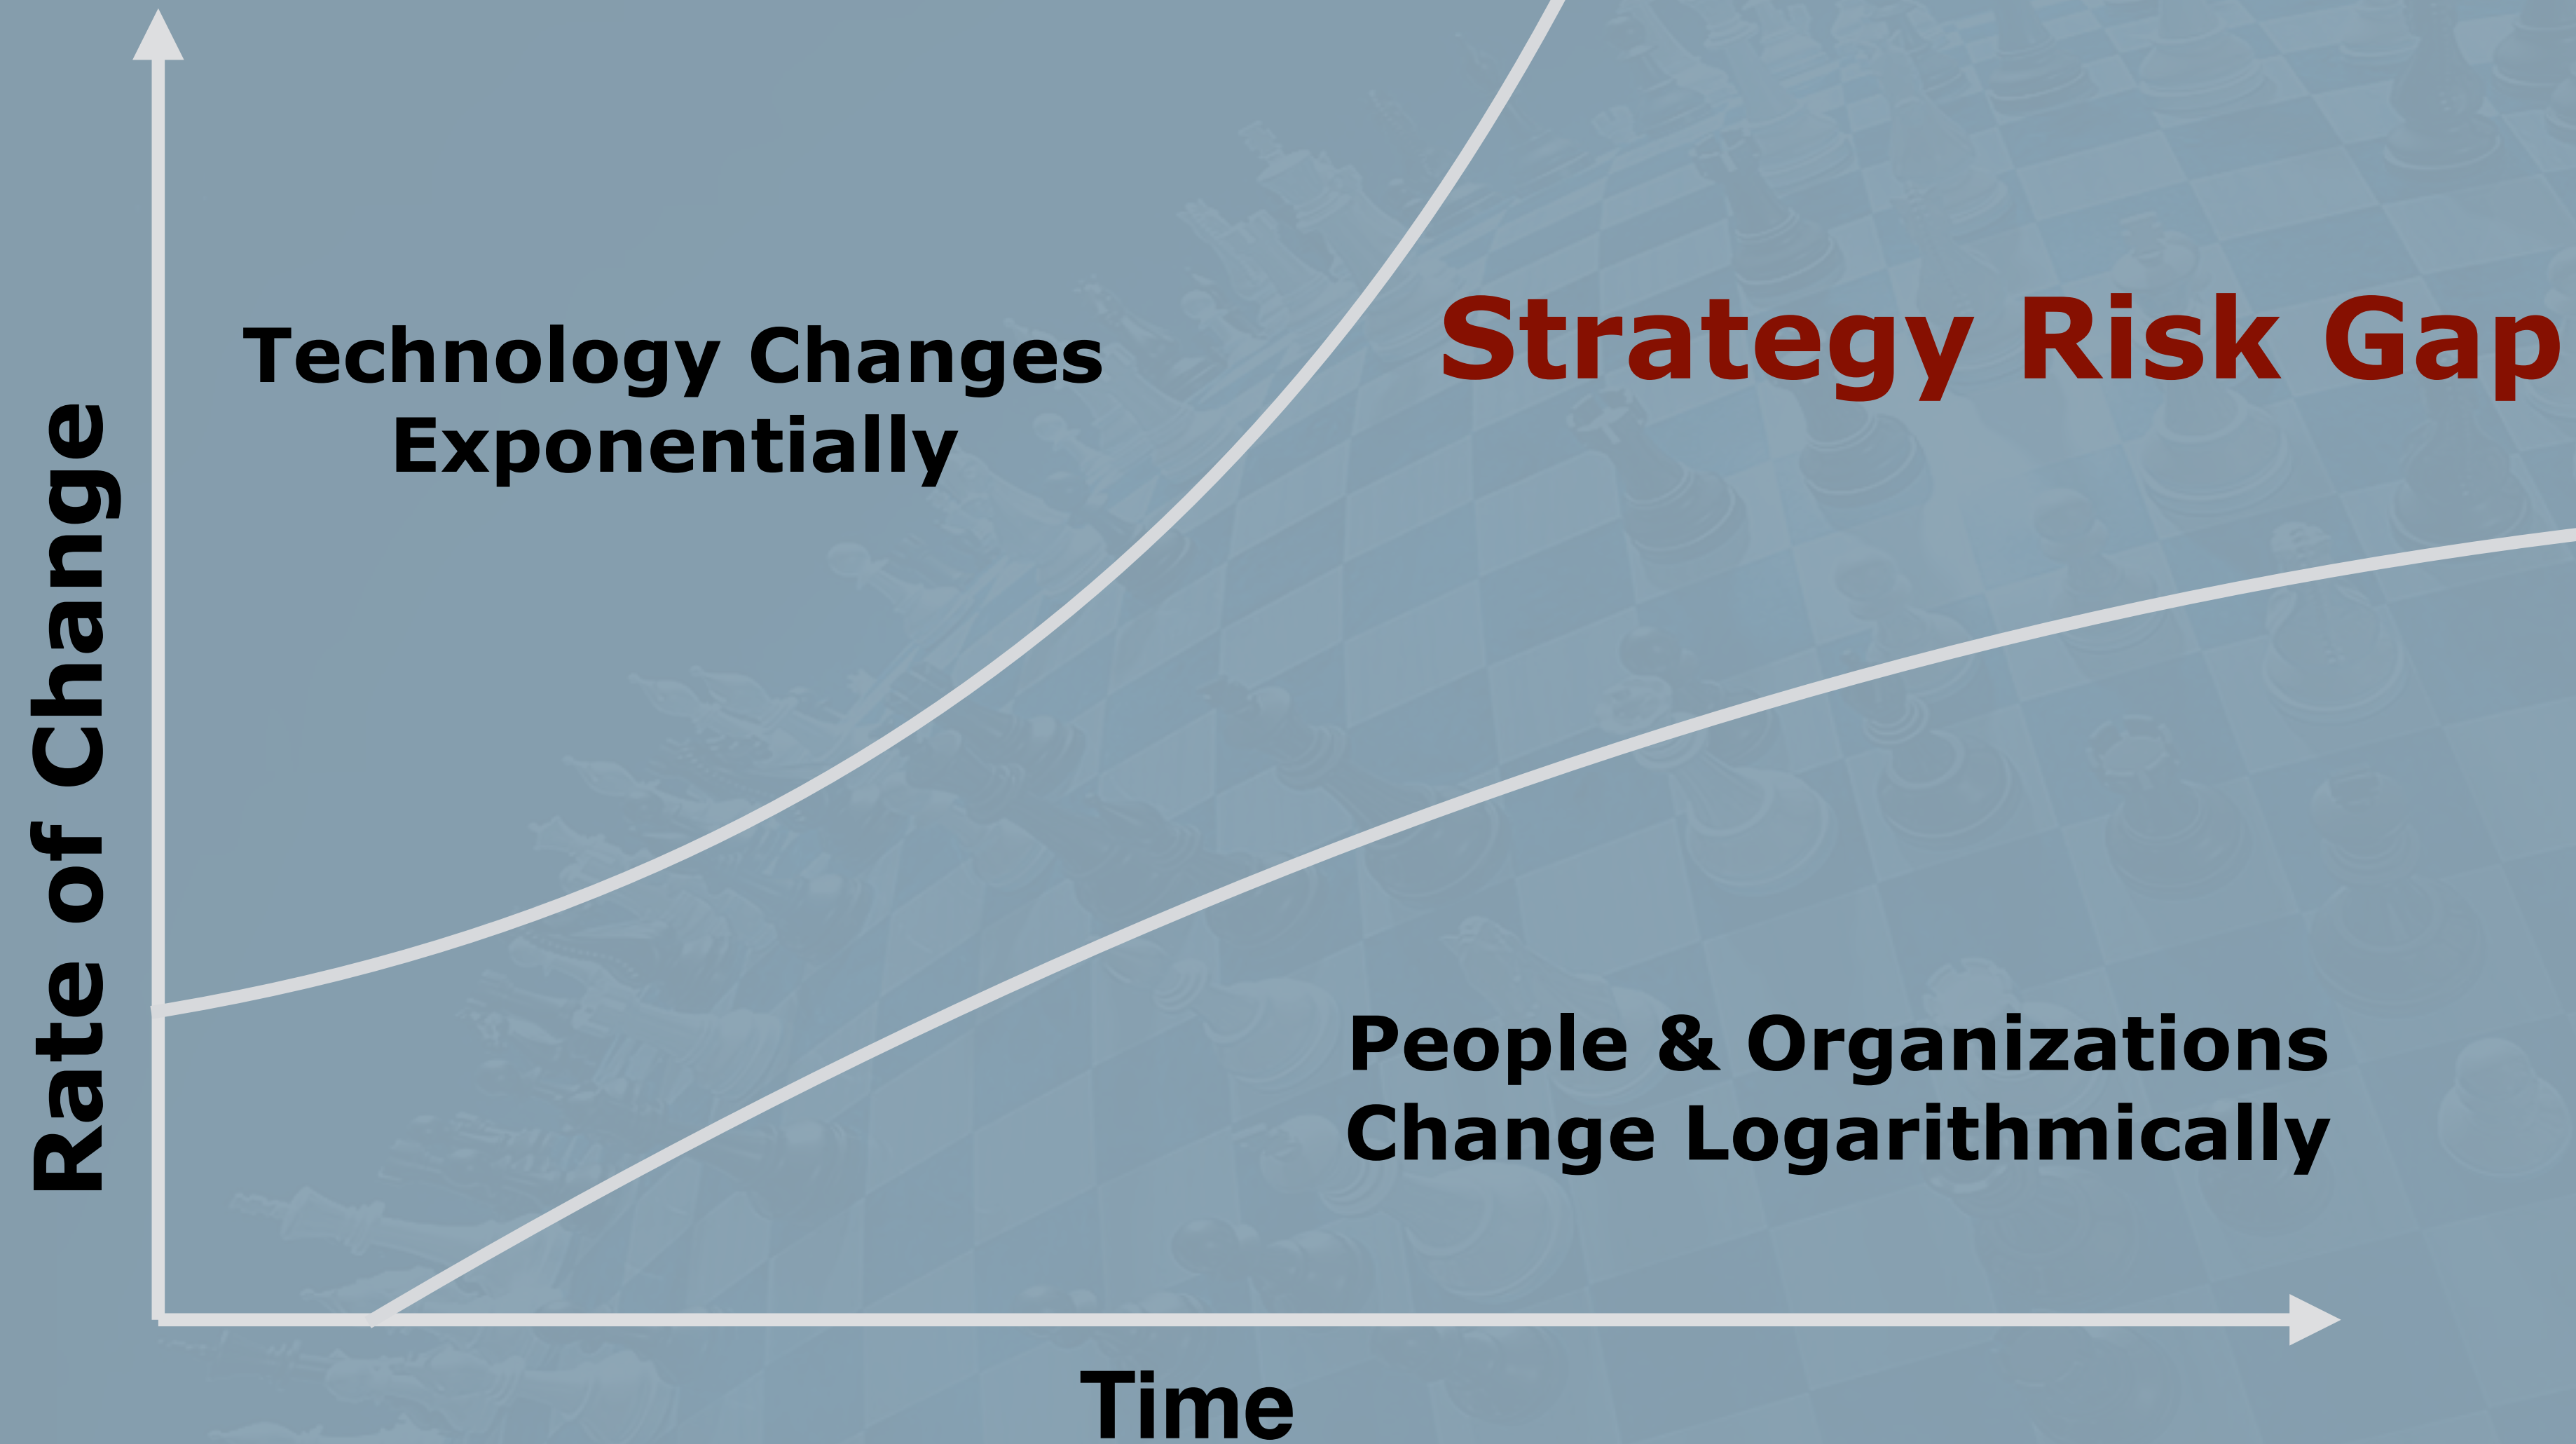 Strategy Risk Gap
Technology Changes
Exponentially
Rate of Change
People & Organizations
Change Logarithmically
Time